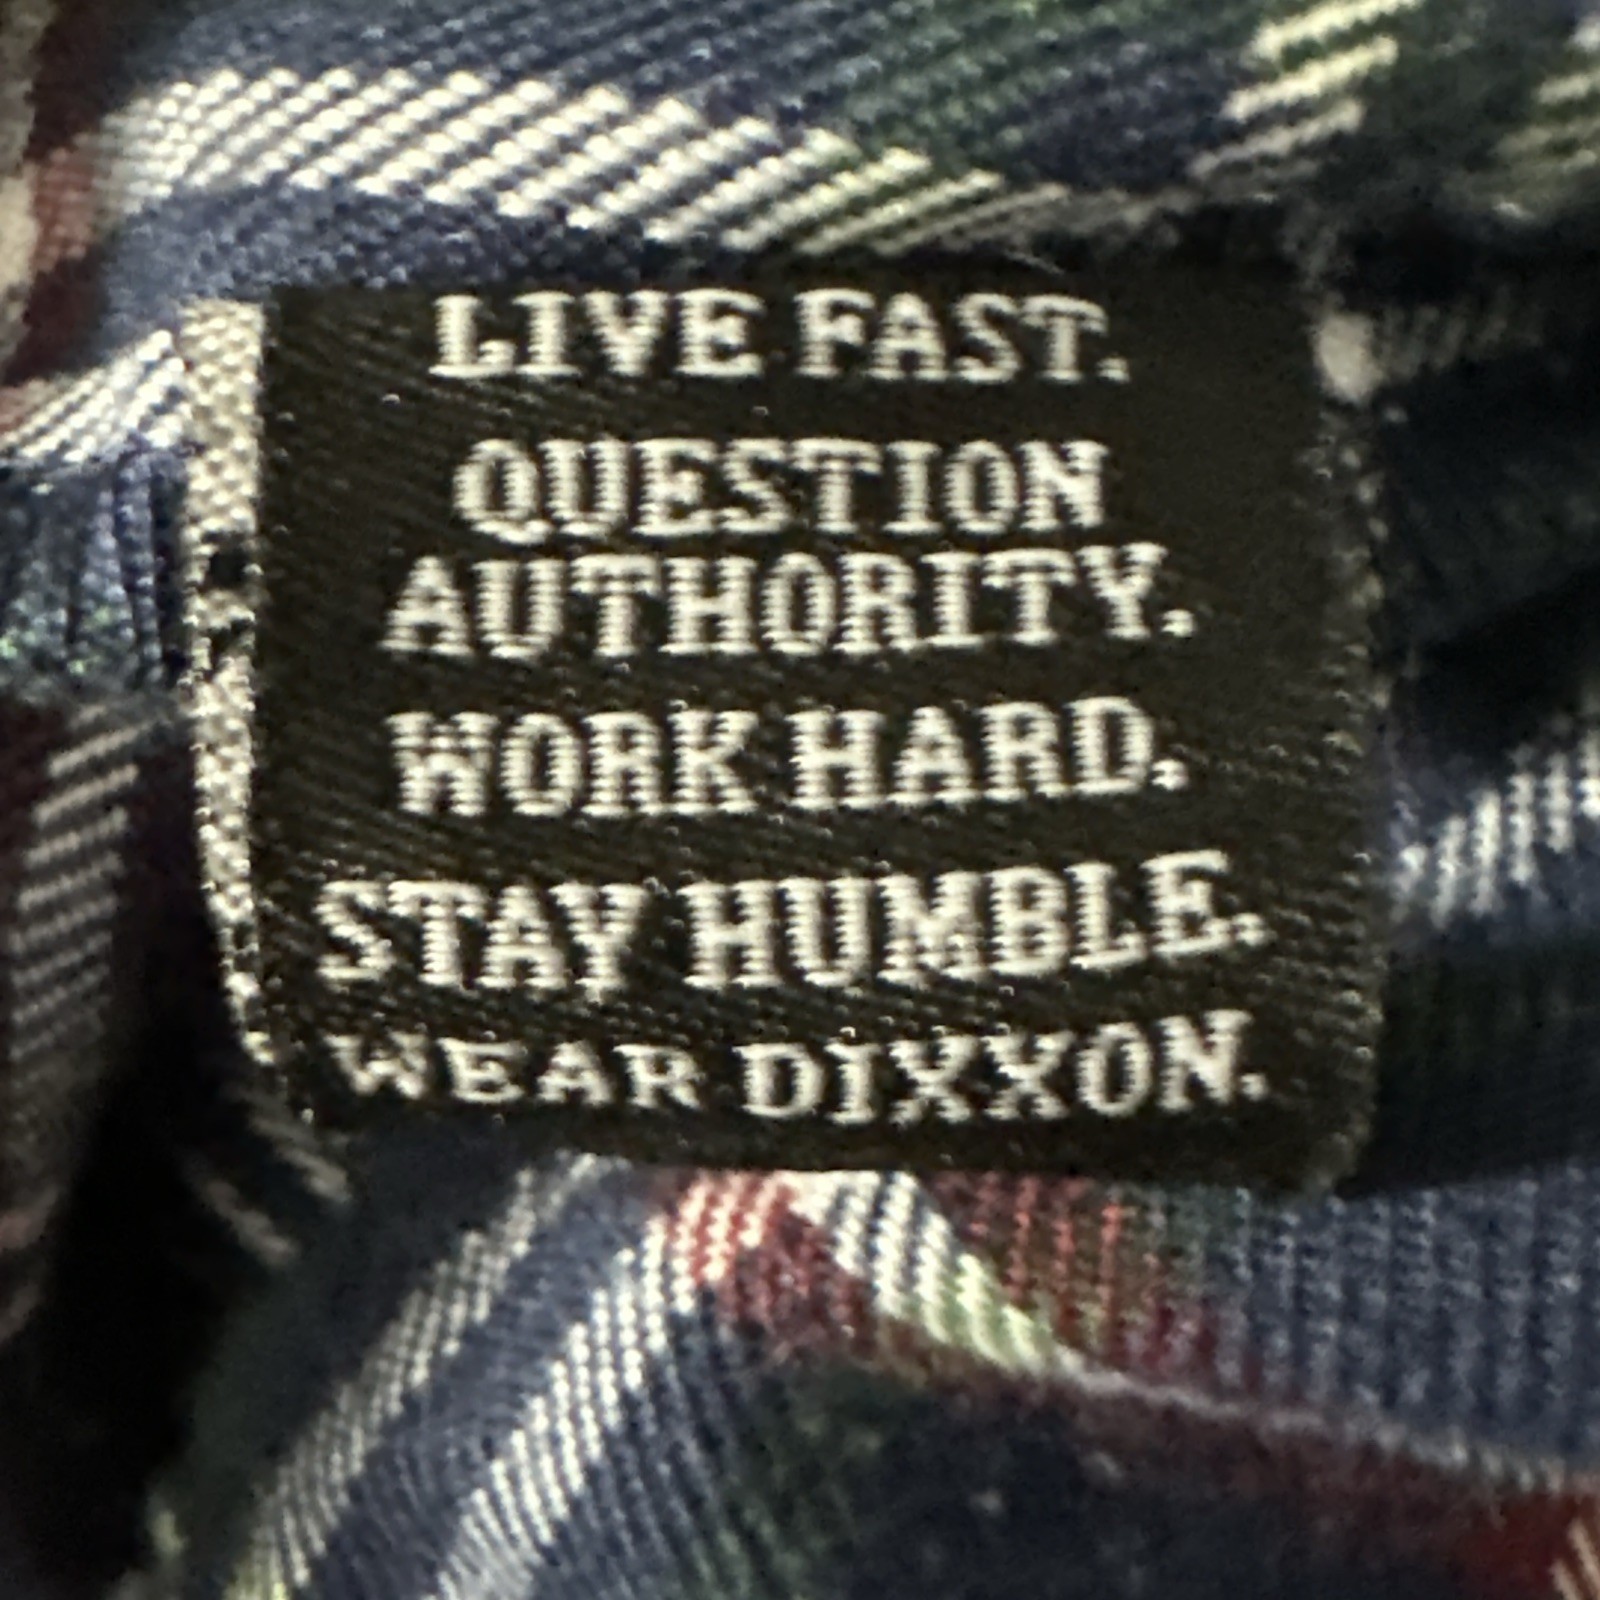 LIVE FAST.
QUESTION
AUTHORITY.
WORK HARD.
STAY HUMBLE.
WEAR DIXXON.